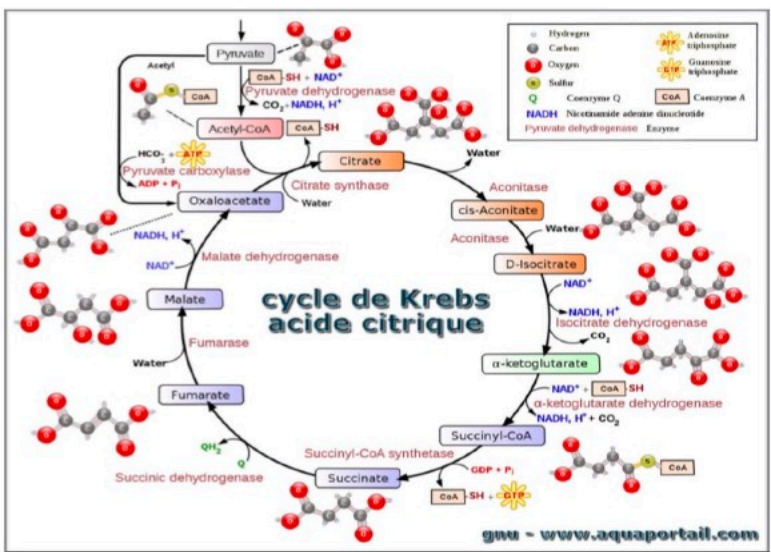 Pyruvate
Acetyl
CoA-SH + NAD⁺
Pyruvate dehydrogenase
CO₂+NADH, H⁺
S CoA
Acetyl-CoA
CoA-SH
HCO₃⁻ + ATP
Pyruvate carboxylase
ADP + Pᵢ
Citrate
Citrate synthase
Water
Oxaloacetate
Water
Aconitase
cis-Aconitate
Aconitase
Water
D-Isocitrate
NAD⁺
NADH, H⁺
Isocitrate dehydrogenase
CO₂
α-ketoglutarate
NAD⁺ + CoA-SH
α-ketoglutarate dehydrogenase
NADH, H⁺ + CO₂
Succinyl-CoA
S CoA
Succinyl-CoA synthetase
GDP + Pᵢ
CoA-SH + GTP
Succinate
QH₂
Q
Succinic dehydrogenase
Fumarate
Water
Fumarase
Malate
NADH, H⁺
NAD⁺
Malate dehydrogenase
cycle de Krebs
acide citrique
Hydrogen
Carbon
Oxygen
Sulfur
Q Coenzyme Q
NADH Nicotinamide adenine dinucleotide
Pyruvate dehydrogenase Enzyme
ATP Adenosine
triphosphate
GTP Guanosine
triphosphate
CoA Coenzyme A
gnu - www.aquaportail.com